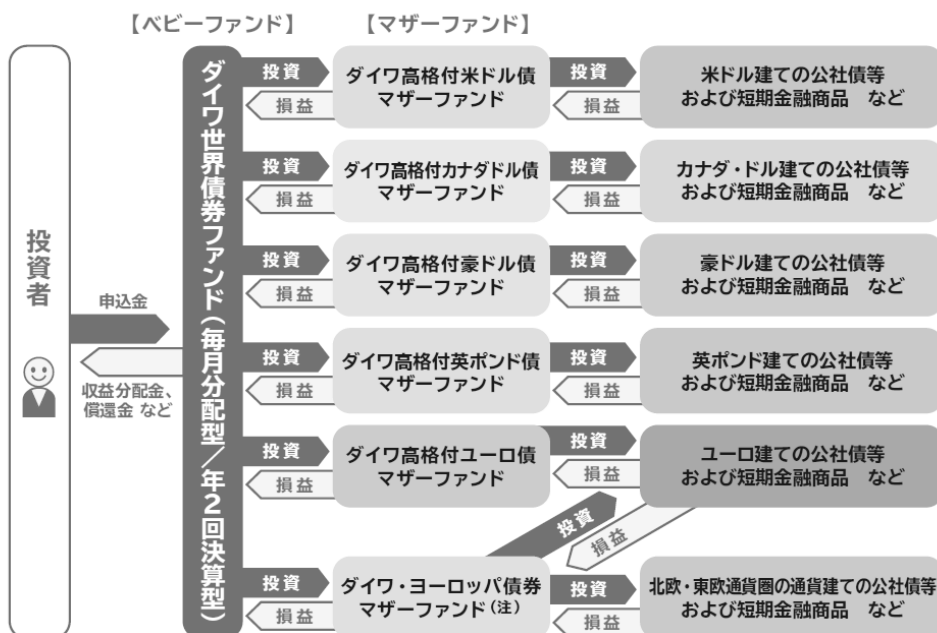 【ベビーファンド】
【マザーファンド】
投資者
申込金
収益分配金、
償還金 など
ダイワ世界債券ファンド（毎月分配型／年２回決算型）
投資
損益
ダイワ高格付米ドル債
マザーファンド
投資
損益
米ドル建ての公社債等
および短期金融商品 など
投資
損益
ダイワ高格付カナダドル債
マザーファンド
投資
損益
カナダ・ドル建ての公社債等
および短期金融商品 など
投資
損益
ダイワ高格付豪ドル債
マザーファンド
投資
損益
豪ドル建ての公社債等
および短期金融商品 など
投資
損益
ダイワ高格付英ポンド債
マザーファンド
投資
損益
英ポンド建ての公社債等
および短期金融商品 など
投資
損益
ダイワ高格付ユーロ債
マザーファンド
投資
損益
ユーロ建ての公社債等
および短期金融商品 など
投資
損益
投資
損益
ダイワ・ヨーロッパ債券
マザーファンド（注）
投資
損益
北欧・東欧通貨圏の通貨建ての公社債等
および短期金融商品 など